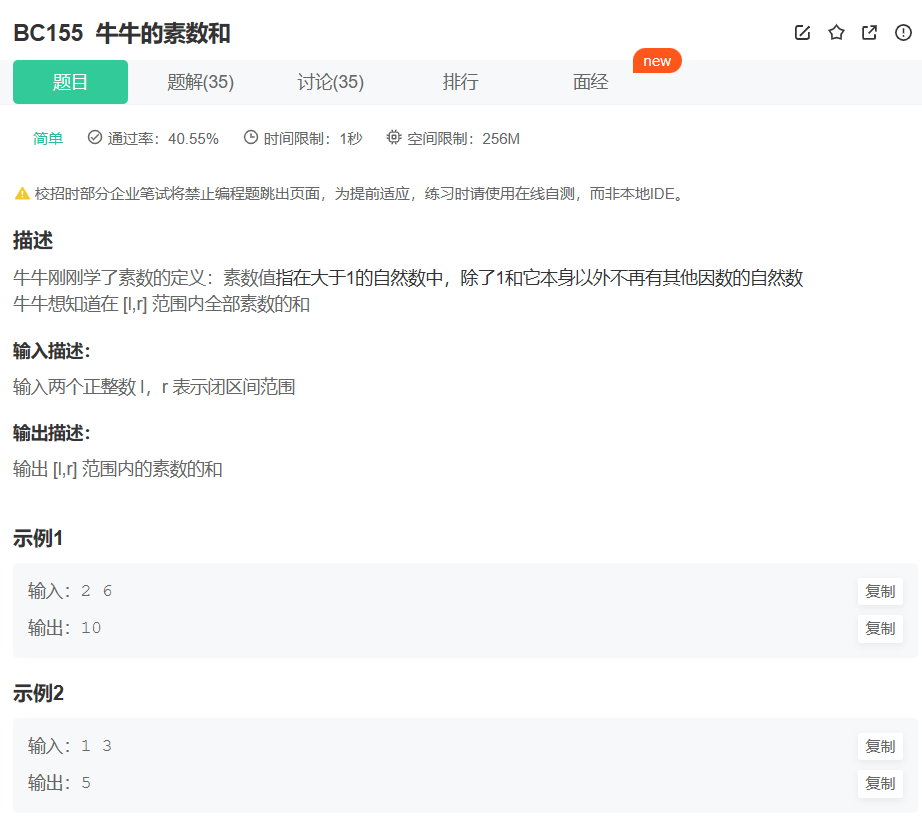 BC155 牛牛的素数和
题目 题解(35) 讨论(35) 排行 面经 new
简单 通过率：40.55% 时间限制：1秒 空间限制：256M
校招时部分企业笔试将禁止编程题跳出页面，为提前适应，练习时请使用在线自测，而非本地IDE。
描述
牛牛刚刚学了素数的定义：素数值指在大于1的自然数中，除了1和它本身以外不再有其他因数的自然数
牛牛想知道在 [l,r] 范围内全部素数的和
输入描述：
输入两个正整数 l，r 表示闭区间范围
输出描述：
输出 [l,r] 范围内的素数的和
示例1
输入：2 6 复制
输出：10 复制
示例2
输入：1 3 复制
输出：5 复制